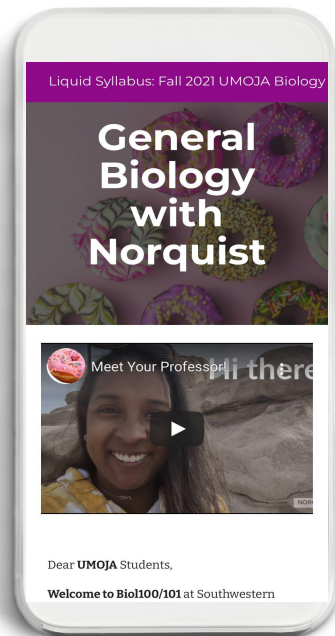 Liquid Syllabus: Fall 2021 UMOJA Biology
General
Biology
with
Norquist
Meet Your Professor!
Hi there
Dear UMOJA Students,
Welcome to Biol100/101 at Southwestern